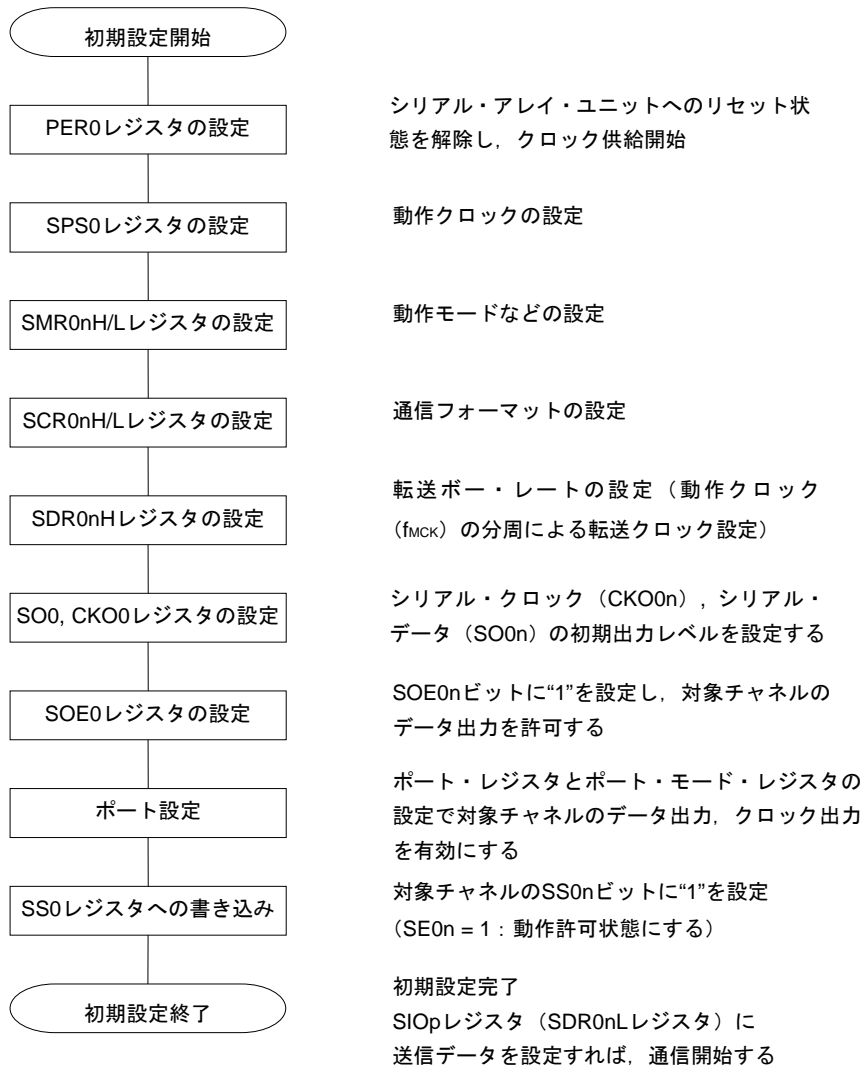 初期設定開始
PER0レジスタの設定
シリアル・アレイ・ユニットへのリセット状
態を解除し，クロック供給開始
SPS0レジスタの設定
動作クロックの設定
SMR0nH/Lレジスタの設定
動作モードなどの設定
SCR0nH/Lレジスタの設定
通信フォーマットの設定
SDR0nHレジスタの設定
転送ボー・レートの設定（動作クロック
（fMCK）の分周による転送クロック設定）
SO0, CKO0レジスタの設定
シリアル・クロック（CKO0n）, シリアル・
データ（SO0n）の初期出力レベルを設定する
SOE0レジスタの設定
SOE0nビットに“1”を設定し，対象チャネルの
データ出力を許可する
ポート設定
ポート・レジスタとポート・モード・レジスタの
設定で対象チャネルのデータ出力，クロック出力
を有効にする
SS0レジスタへの書き込み
対象チャネルのSS0nビットに“1”を設定
（SE0n = 1：動作許可状態にする）
初期設定終了
初期設定完了
SIOpレジスタ（SDR0nLレジスタ）に
送信データを設定すれば，通信開始する